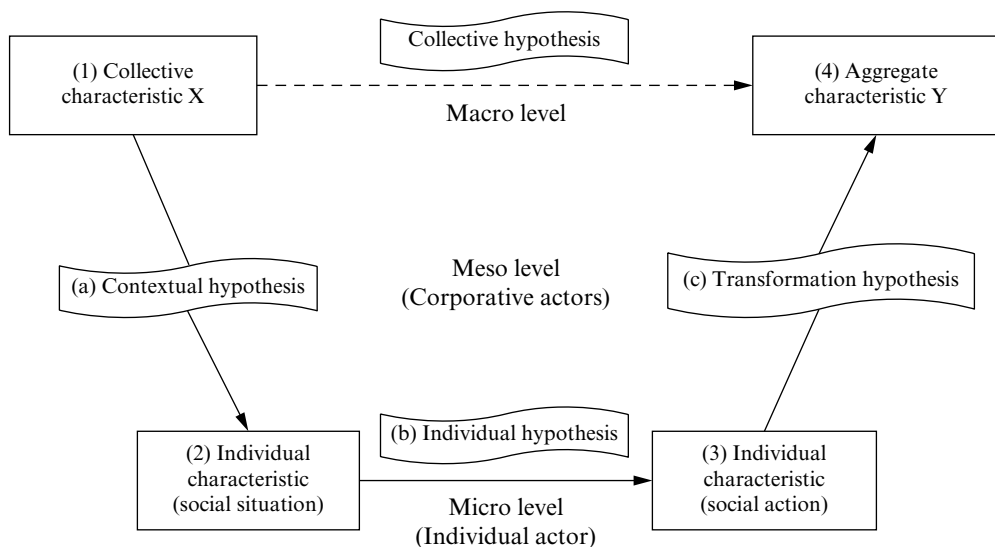 Collective hypothesis
(1) Collective
characteristic X
(4) Aggregate
characteristic Y
Macro level
(a) Contextual hypothesis
Meso level
(Corporative actors)
(c) Transformation hypothesis
(b) Individual hypothesis
(2) Individual
characteristic
(social situation)
(3) Individual
characteristic
(social action)
Micro level
(Individual actor)